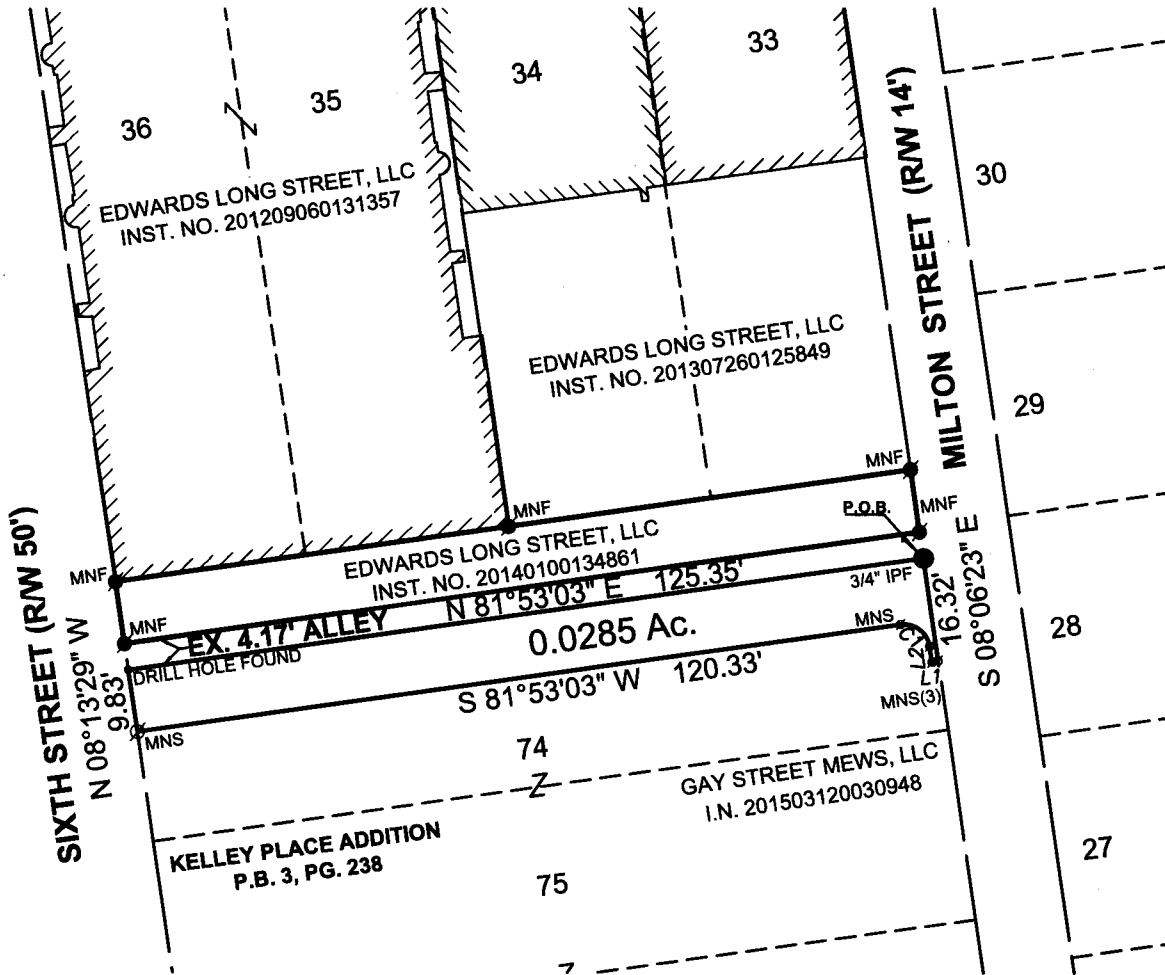 33
34
35
36
30
EDWARDS LONG STREET, LLC
INST. NO. 201209060131357
MILTON STREET (R/W 14')
EDWARDS LONG STREET, LLC
INST. NO. 201307260125849
29
MNF
MNF
MNF
P.O.B.
EDWARDS LONG STREET, LLC
INST. NO. 20140100134861
MNF
MNF
N 81°53'03" E 125.35'
EX. 4.17' ALLEY
3/4" IPF
DRILL HOLE FOUND
0.0285 Ac.
MNS
C1
L2
L1
16.32'
S 08°06'23" E
28
SIXTH STREET (R/W 50')
N 08°13'29" W
9.83'
S 81°53'03" W 120.33'
MNS(3)
MNS
74
Z
GAY STREET MEWS, LLC
I.N. 201503120030948
KELLEY PLACE ADDITION
P.B. 3, PG. 238
27
75